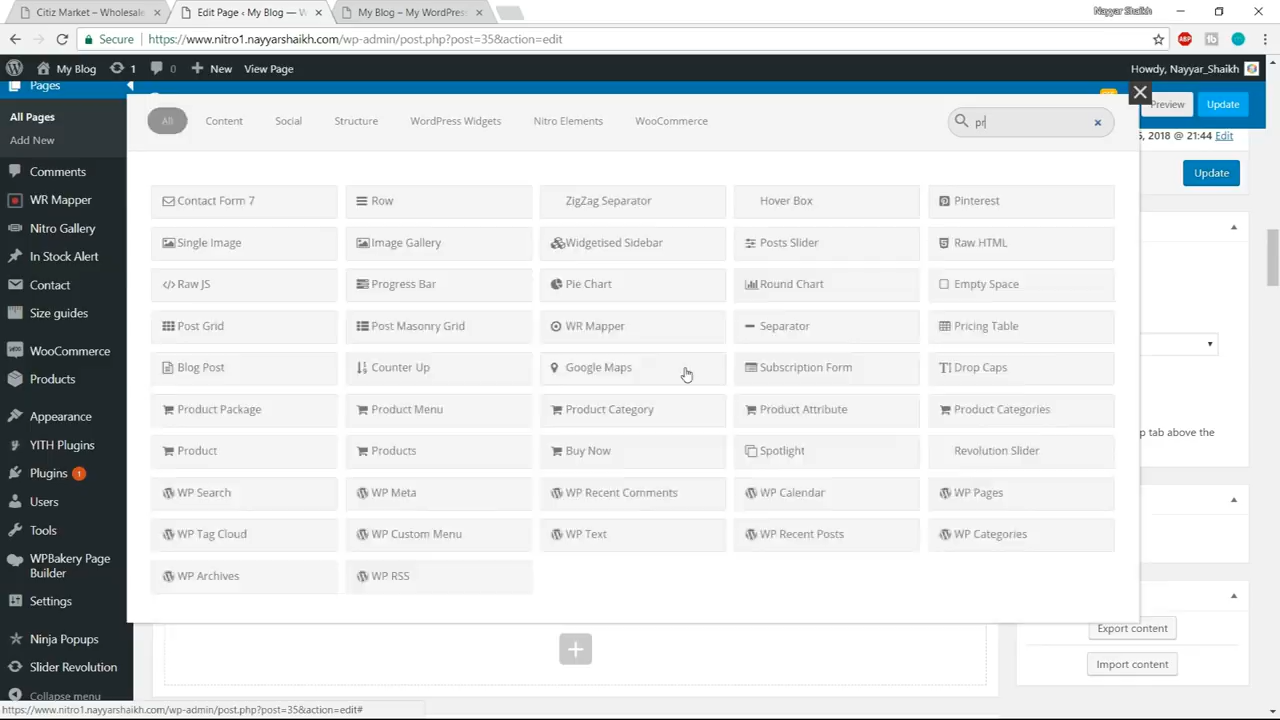 Citiz Market – Wholesale
Edit Page ‹ My Blog —
My Blog – My WordPress
Nayyar Shaikh
Secure
https://www.nitro1.nayyarshaikh.com/wp-admin/post.php?post=35&action=edit
ABP
My Blog
1
0
New
View Page
Howdy, Nayyar_Shaikh
Pages
All Pages
Add New
Comments
WR Mapper
Nitro Gallery
In Stock Alert
Contact
Size guides
WooCommerce
Products
Appearance
YITH Plugins
Plugins 1
Users
Tools
WPBakery Page
Builder
Settings
Ninja Popups
Slider Revolution
Collapse menu
All
Content
Social
Structure
WordPress Widgets
Nitro Elements
WooCommerce
pr
Preview
Update
5, 2018 @ 21:44 Edit
Update
Contact Form 7
Row
ZigZag Separator
Hover Box
Pinterest
Single Image
Image Gallery
Widgetised Sidebar
Posts Slider
Raw HTML
Raw JS
Progress Bar
Pie Chart
Round Chart
Empty Space
Post Grid
Post Masonry Grid
WR Mapper
Separator
Pricing Table
Blog Post
Counter Up
Google Maps
Subscription Form
Drop Caps
Product Package
Product Menu
Product Category
Product Attribute
Product Categories
Product
Products
Buy Now
Spotlight
Revolution Slider
WP Search
WP Meta
WP Recent Comments
WP Calendar
WP Pages
WP Tag Cloud
WP Custom Menu
WP Text
WP Recent Posts
WP Categories
WP Archives
WP RSS
p tab above the
Export content
Import content
https://www.nitro1.nayyarshaikh.com/wp-admin/post.php?post=35&action=edit#